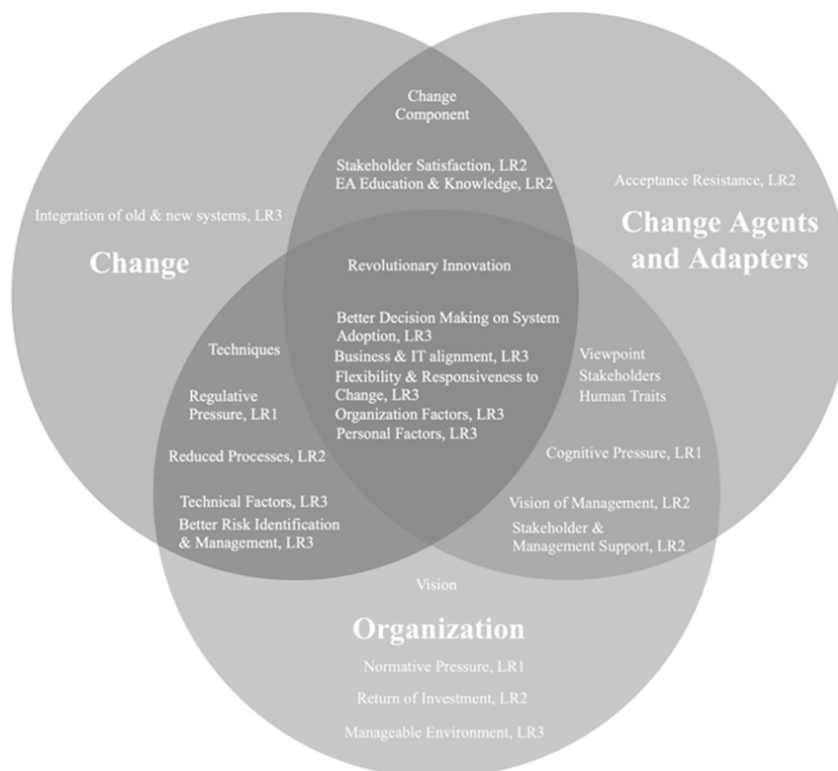 Change
Component
Stakeholder Satisfaction, LR2
EA Education & Knowledge, LR2
Acceptance Resistance, LR2
Change Agents
and Adapters
Integration of old & new systems, LR3
Change
Revolutionary Innovation
Better Decision Making on System
Adoption, LR3
Business & IT alignment, LR3
Flexibility & Responsiveness to
Change, LR3
Organization Factors, LR3
Personal Factors, LR3
Techniques
Regulative
Pressure, LR1
Reduced Processes, LR2
Technical Factors, LR3
Better Risk Identification
& Management, LR3
Viewpoint
Stakeholders
Human Traits
Cognitive Pressure, LR1
Vision of Management, LR2
Stakeholder &
Management Support, LR2
Vision
Organization
Normative Pressure, LR1
Return of Investment, LR2
Manageable Environment, LR3